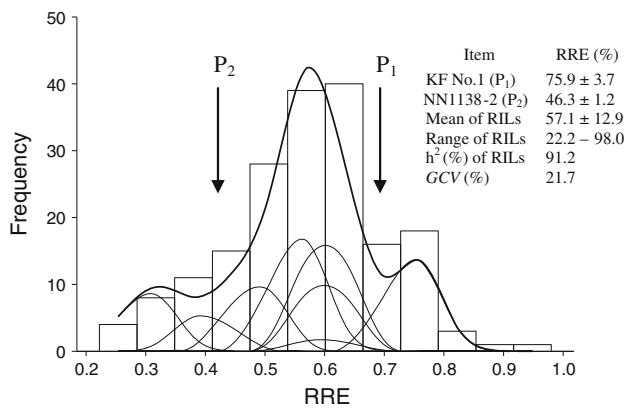 50
40
30
20
10
0
Frequency
0.2 0.3 0.4 0.5 0.6 0.7 0.8 0.9 1.0
RRE
P₂
P₁
Item RRE (%)
KF No.1 (P₁) 75.9 ± 3.7
NN1138-2 (P₂) 46.3 ± 1.2
Mean of RILs 57.1 ± 12.9
Range of RILs 22.2 – 98.0
h² (%) of RILs 91.2
GCV (%) 21.7